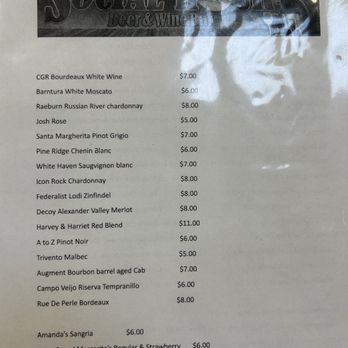 SOCIAL
Beer & Wine
CGR Bourdeaux White Wine $7.00
Barntura White Moscato $6.00
Raeburn Russian River chardonnay $8.00
Josh Rose $5.00
Santa Margherita Pinot Grigio $7.00
Pine Ridge Chenin Blanc $6.00
White Haven Saugvignon blanc $7.00
Icon Rock Chardonnay $8.00
Federalist Lodi Zinfindel $8.00
Decoy Alexander Valley Merlot $8.00
Harvey & Harriet Red Blend $11.00
A to Z Pinot Noir $6.00
Trivento Malbec $5.00
Augment Bourbon barrel aged Cab $7.00
Campo Veijo Riserva Tempranillo $6.00
Rue De Perle Bordeaux $8.00
Amanda's Sangria $6.00
Margarita's Regular & Strawberry $6.00